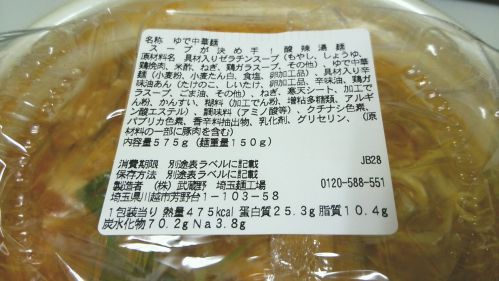 名称 ゆで中華麺
スープが決め手!酸辣湯麺
原材料名 具材入りゼラチンスープ(もやし、しょうゆ、
鶏挽肉、米酢、ねぎ、鶏ガラスープ、その他)、ゆで中華
麺(小麦粉、小麦たん白、食塩、卵加工品)、具材入り辛
味油あん(たけのこ、しいたけ、卵加工品、辛味油、鶏ガ
ラスープ、ごま油、その他)、ねぎ、寒天シート、加工で
ん粉、かんすい、糊料(加工でん粉、増粘多糖類、アルギ
ン酸エステル)、調味料(アミノ酸等)、クチナシ色素、
パプリカ色素、香辛料抽出物、乳化剤、グリセリン、(原
材料の一部に豚肉を含む)
内容量575g(麺重量150g)
消費期限 別途表ラベルに記載 JB28
保存方法 別途表ラベルに記載
製造者 (株)武蔵野 埼玉麺工場 0120-588-551
埼玉県川越市芳野台1-103-58
1包装当り 熱量475kcal 蛋白質25.3g 脂質10.4g
炭水化物70.2g Na3.8g